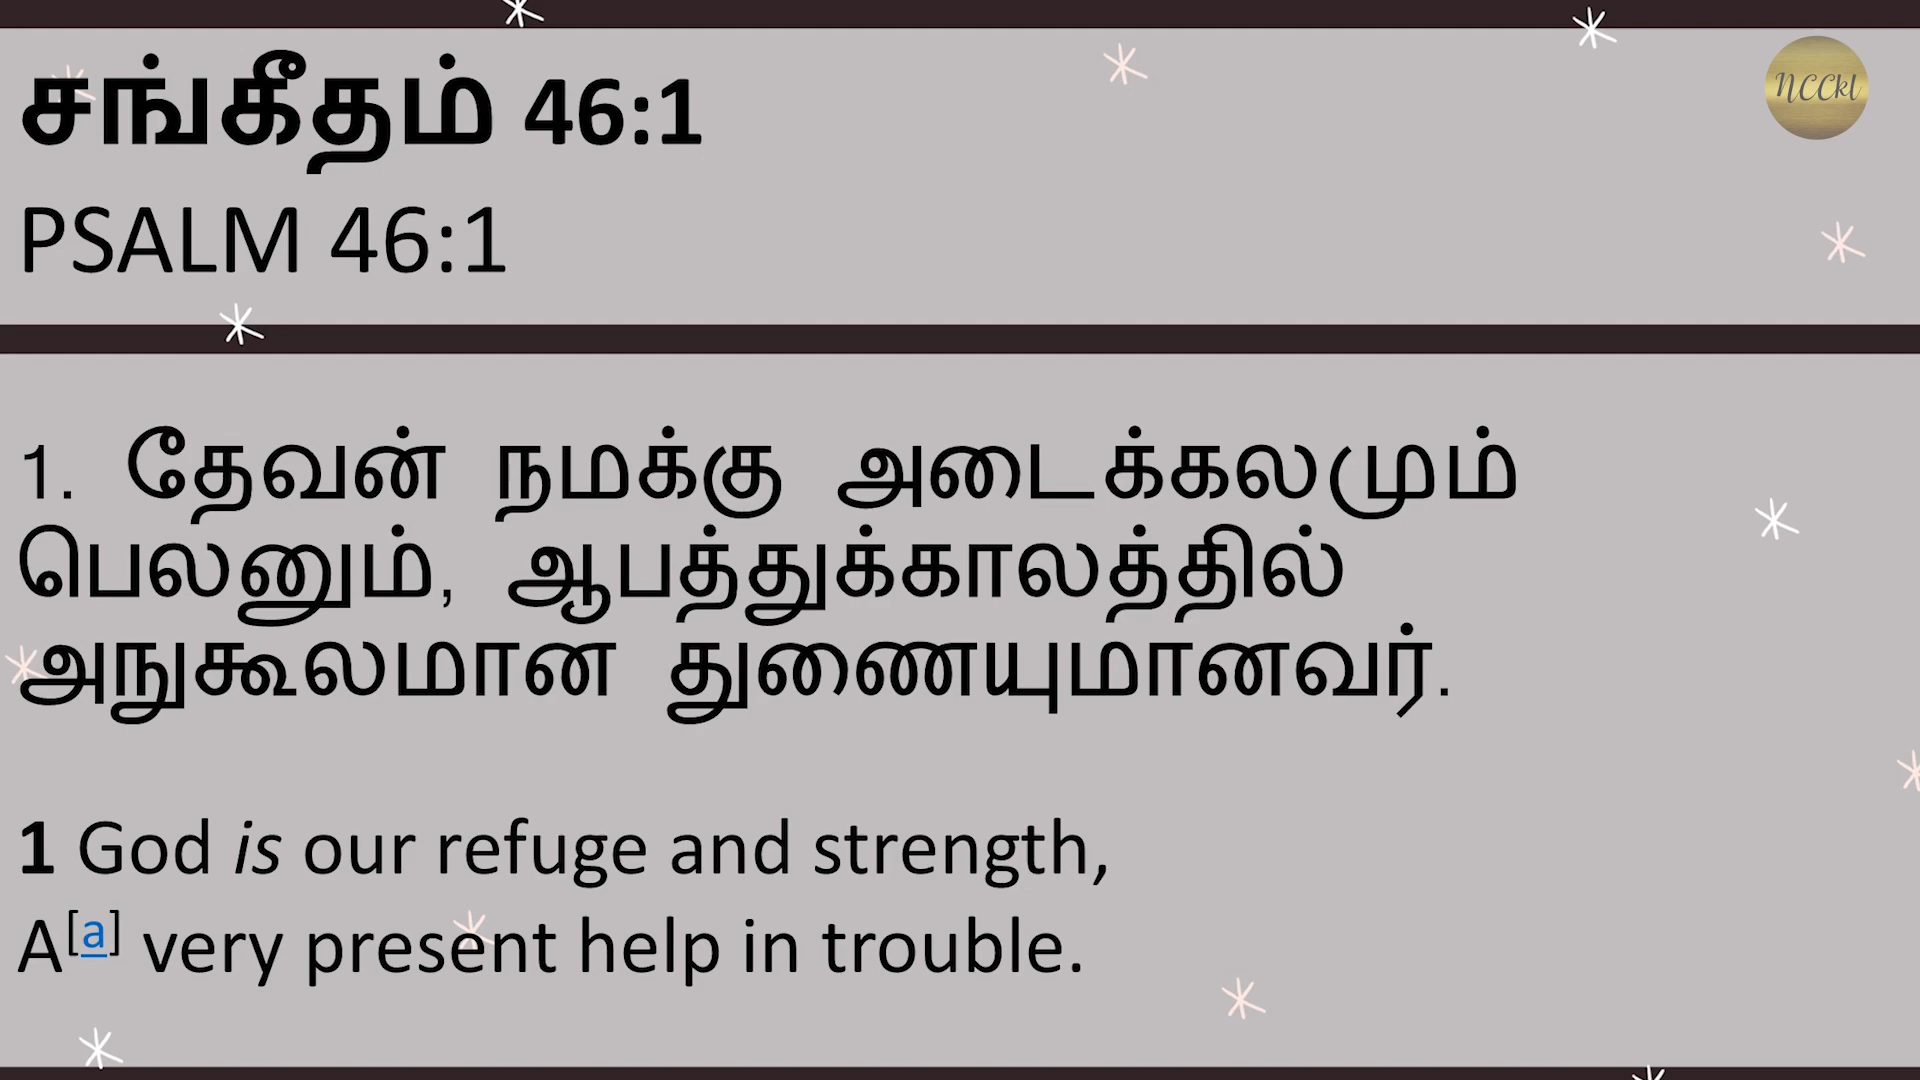 சங்கீதம் 46:1
NCCkl
PSALM 46:1
1. தேவன் நமக்கு அடைக்கலமும்
பெலனும், ஆபத்துக்காலத்தில்
அநுகூலமான துணையுமானவர்.
1 God is our refuge and strength,
A[a] very present help in trouble.